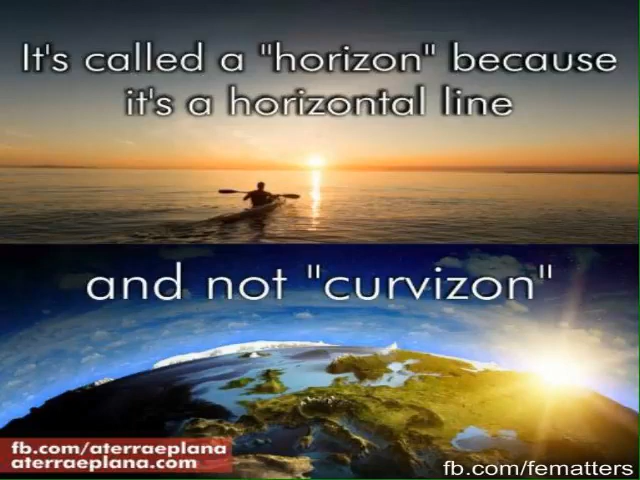 It's called a "horizon" because
it's a horizontal line
and not "curvizon"
fb.com/aterraeplana
aterraeplana.com
fb.com/fematters